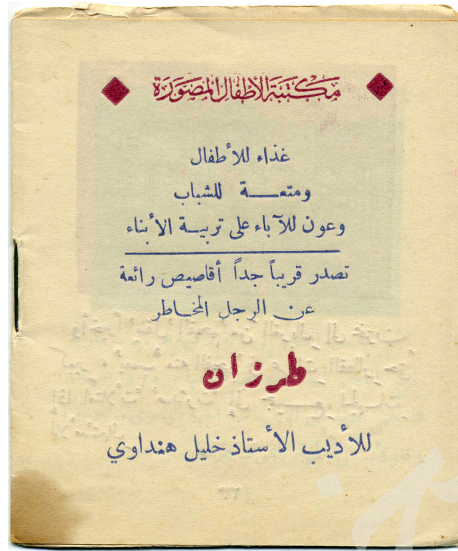 مكتبة الأطفال المصورة
غذاء للأطفال
ومتعة للشباب
وعون للآباء على تربية الأبناء
تصدر قريباً جداً أقاصيص رائعة
عن الرجل المخاطر
طرزان
للأديب الأستاذ خليل هنداوي